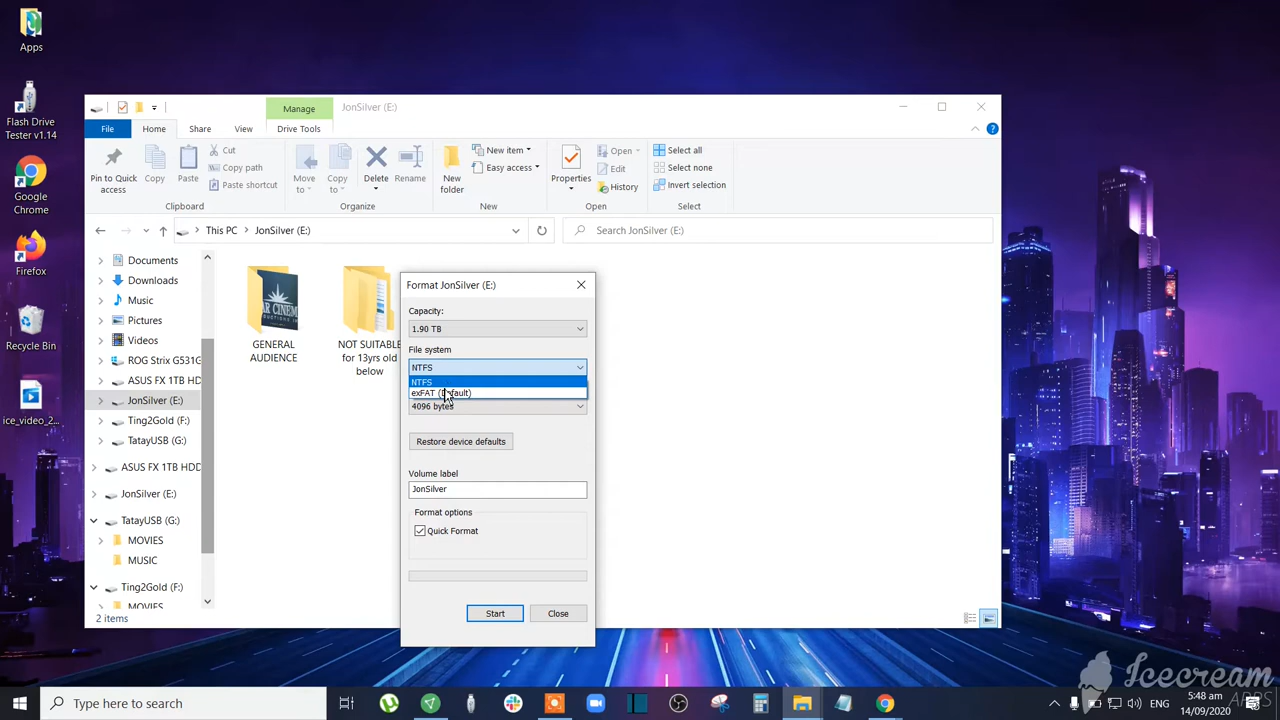 Apps
Flash Drive
Tester v1.14
Google
Chrome
Firefox
Recycle Bin
ice_video_2...
Manage
JonSilver (E:)
File
Home
Share
View
Drive Tools
Pin to Quick
access
Copy
Paste
Cut
Copy path
Paste shortcut
Clipboard
Move
to
Copy
to
Delete
Rename
Organize
New
folder
New item
Easy access
New
Properties
Open
Edit
History
Open
Select all
Select none
Invert selection
Select
This PC > JonSilver (E:)
Search JonSilver (E:)
Documents
Downloads
Music
Pictures
Videos
ROG Strix G531G
ASUS FX 1TB HD
JonSilver (E:)
Ting2Gold (F:)
TatayUSB (G:)
ASUS FX 1TB HDD
JonSilver (E:)
TatayUSB (G:)
MOVIES
MUSIC
Ting2Gold (F:)
MOVIES
2 items
GENERAL
AUDIENCE
NOT SUITABLE
for 13yrs old
below
Format JonSilver (E:)
Capacity:
1.90 TB
File system
NTFS
NTFS
exFAT (Default)
4096 bytes
Restore device defaults
Volume label
JonSilver
Format options
Quick Format
Start
Close
Type here to search
ENG
5:48 am
14/09/2020
Icecream
APPS